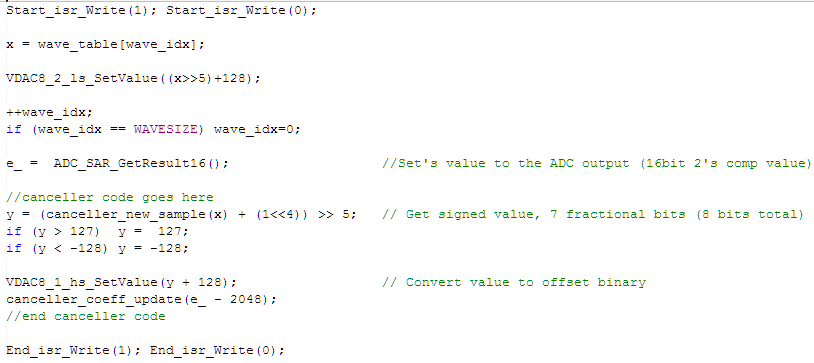 Start_isr_Write(1); Start_isr_Write(0);
x = wave_table[wave_idx];
VDAC8_2_ls_SetValue((x>>5)+128);
++wave_idx;
if (wave_idx == WAVESIZE) wave_idx=0;
e_ =  ADC_SAR_GetResult16();                    //Set's value to the ADC output (16bit 2's comp value)
//canceller code goes here
y = (canceller_new_sample(x) + (1<<4)) >> 5;   // Get signed value, 7 fractional bits (8 bits total)
if (y > 127)  y =  127;
if (y < -128) y = -128;
VDAC8_1_hs_SetValue(y + 128);                   // Convert value to offset binary
canceller_coeff_update(e_ - 2048);
//end canceller code
End_isr_Write(1); End_isr_Write(0);